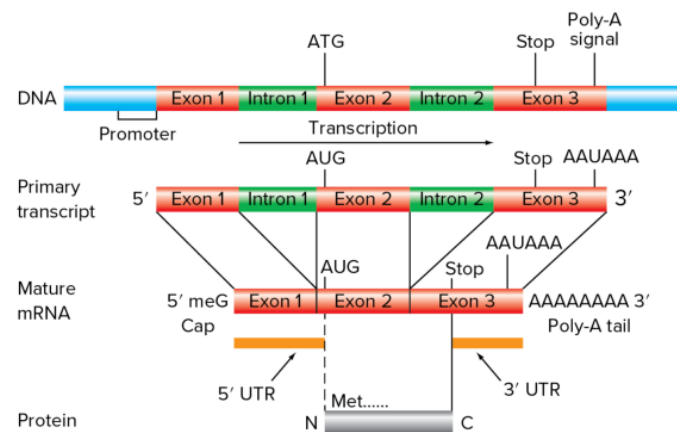 Poly-A
ATG Stop signal
DNA Exon 1 Intron 1 Exon 2 Intron 2 Exon 3
Promoter Transcription
AUG Stop AAUAAA
Primary
transcript 5′ Exon 1 Intron 1 Exon 2 Intron 2 Exon 3 3′
AAUAAA
AUG Stop
Mature
mRNA 5′ meG Exon 1 Exon 2 Exon 3 AAAAAAAA 3′
Cap Poly-A tail
5′ UTR 3′ UTR
Met......
Protein N C